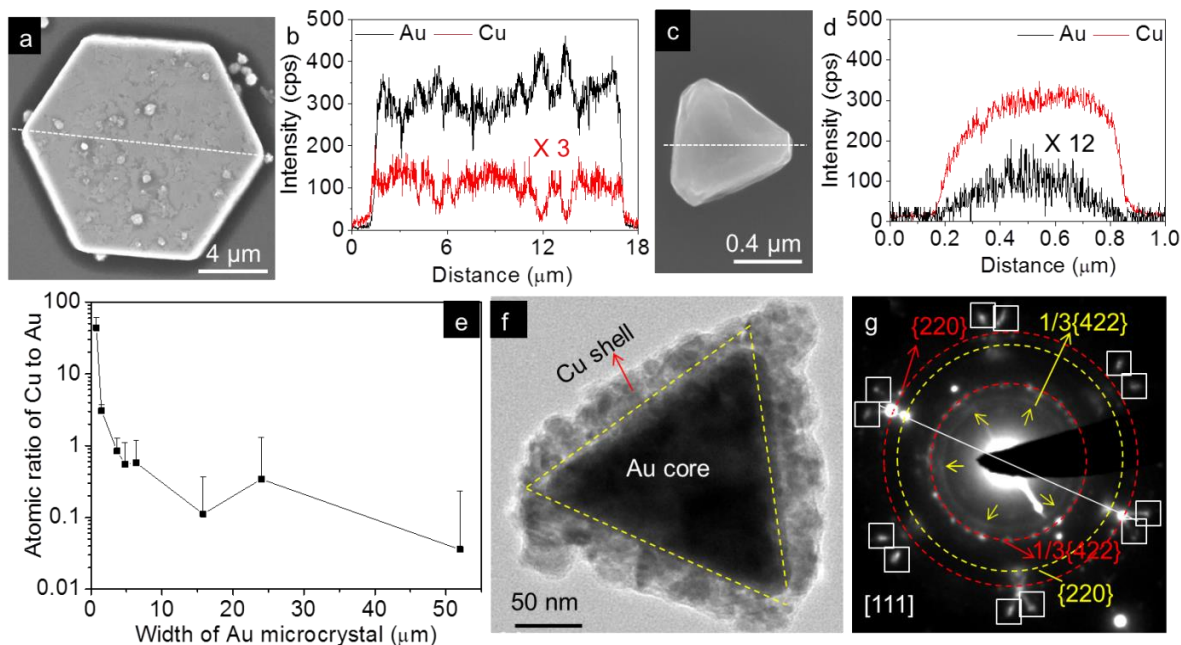 a
4 μm
b
Au Cu
500
400
300
200
100
0
X 3
0 6 12 18
Intensity (cps)
Distance (μm)
c
0.4 μm
d
Au Cu
500
400
300
200
100
0
X 12
0.0 0.2 0.4 0.6 0.8 1.0
Intensity (cps)
Distance (μm)
e
100
10
1
0.1
0.01
0 10 20 30 40 50
Atomic ratio of Cu to Au
Width of Au microcrystal (μm)
f
Cu shell
Au core
50 nm
g
{220}
1/3{422}
1/3{422}
{220}
[111]